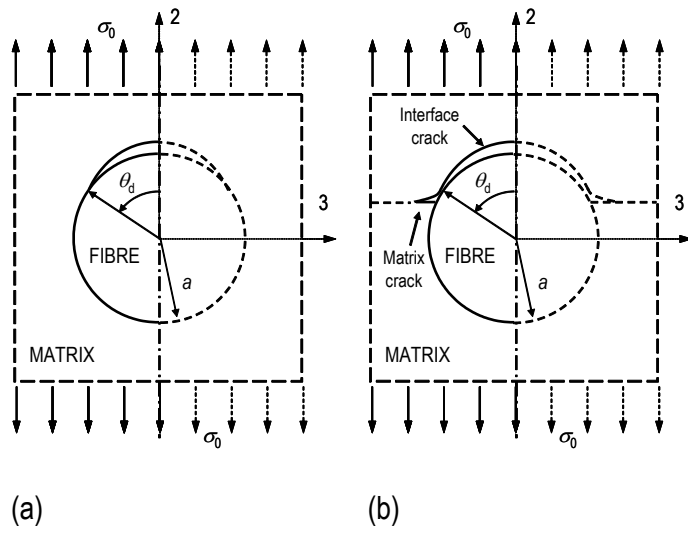 σ₀ 2
θd
3
FIBRE
a
MATRIX
σ₀
(a)
σ₀ 2
Interface
crack
θd
3
FIBRE
Matrix
crack
a
MATRIX
σ₀
(b)